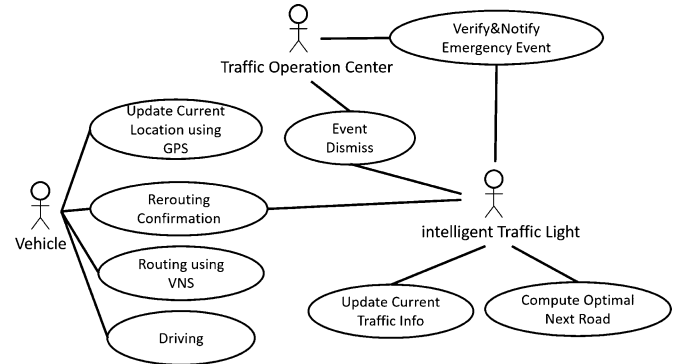 Verify&Notify
Emergency Event
Traffic Operation Center
Update Current
Location using
GPS
Event
Dismiss
Rerouting
Confirmation
Vehicle
intelligent Traffic Light
Routing using
VNS
Update Current
Traffic Info
Compute Optimal
Next Road
Driving